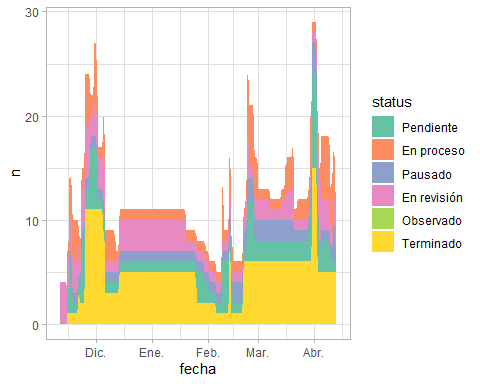 30
20
10
0
n
Dic.
Ene.
Feb.
Mar.
Abr.
fecha
status
Pendiente
En proceso
Pausado
En revisión
Observado
Terminado